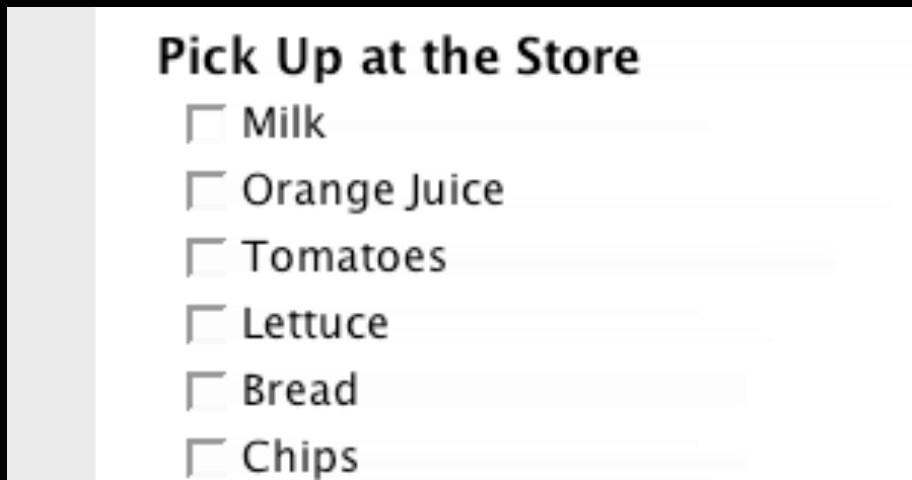 Pick Up at the Store
Milk
Orange Juice
Tomatoes
Lettuce
Bread
Chips